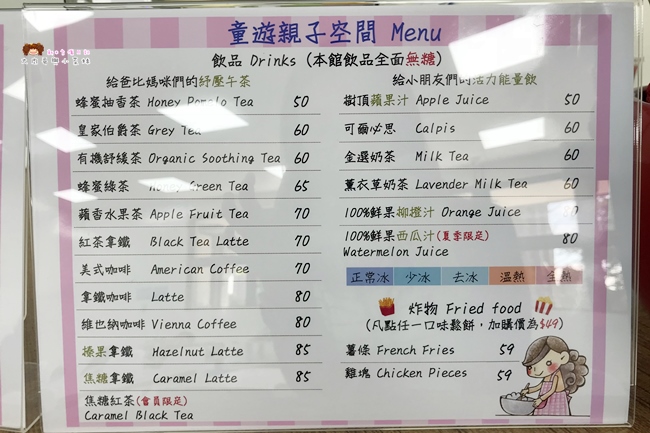 童遊親子空間 Menu
飲品 Drinks (本館飲品全面無糖)
給爸比媽咪們的紓壓午茶
蜂蜜柚香茶 Honey Pomelo Tea 50
皇家伯爵茶 Grey Tea 60
有機舒緣茶 Organic Soothing Tea 60
蜂蜜綠茶 Honey Green Tea 65
蘋香水果茶 Apple Fruit Tea 70
紅茶拿鐵 Black Tea Latte 70
美式咖啡 American Coffee 70
拿鐵咖啡 Latte 80
維也納咖啡 Vienna Coffee 80
榛果拿鐵 Hazelnut Latte 85
焦糖拿鐵 Caramel Latte 85
焦糖紅茶(會員限定)
Caramel Black Tea
給小朋友們的活力能量飲
樹頂蘋果汁 Apple Juice 50
可爾必思 Calpis 60
金選奶茶 Milk Tea 60
薰衣草奶茶 Lavender Milk Tea 60
100%鮮果柳橙汁 Orange Juice
100%鮮果西瓜汁(夏季限定) 80
Watermelon Juice
正常冰 少冰 去冰 溫熱 全熱
炸物 Fried food
(凡點任一口味鬆餅，加購價為$49)
薯條 French Fries 59
雞塊 Chicken Pieces 59